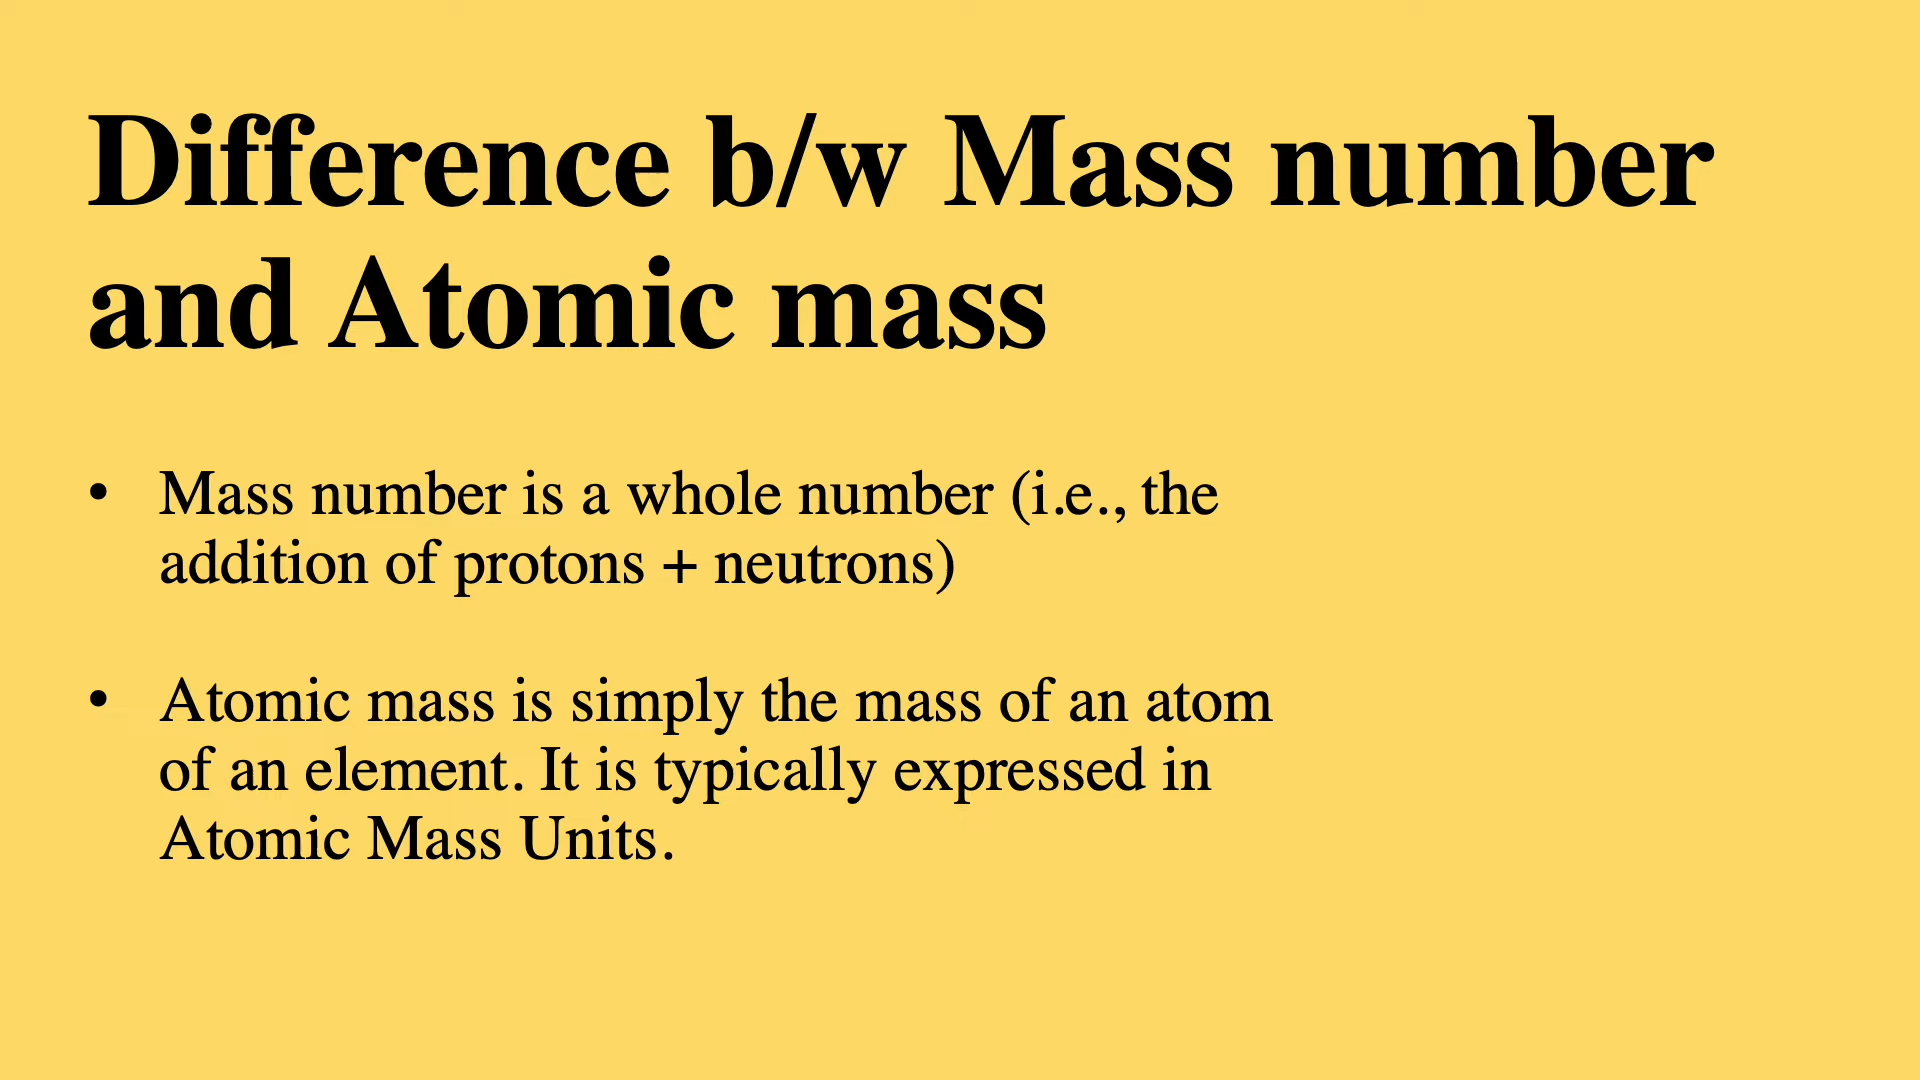 Difference b/w Mass number
and Atomic mass
• Mass number is a whole number (i.e., the
addition of protons + neutrons)
• Atomic mass is simply the mass of an atom
of an element. It is typically expressed in
Atomic Mass Units.